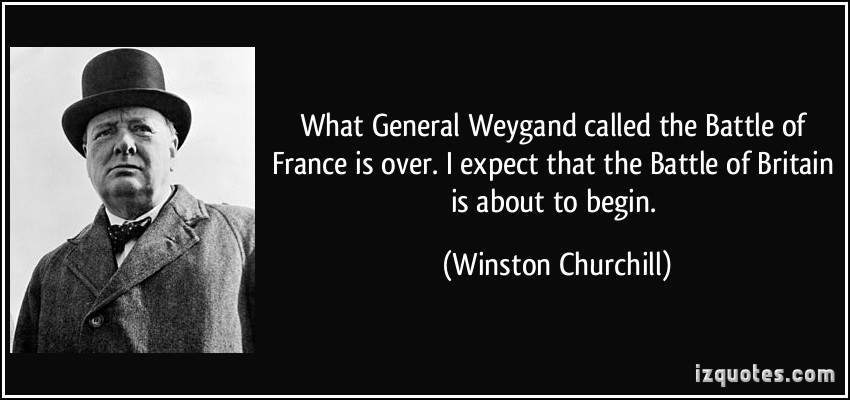 What General Weygand called the Battle of
France is over. I expect that the Battle of Britain
is about to begin.
(Winston Churchill)
izquotes.com